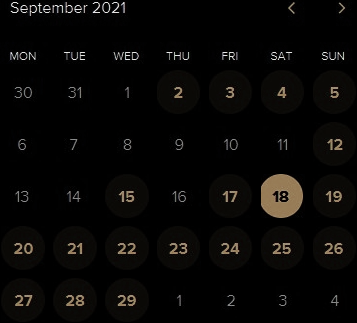 September 2021
MON TUE WED THU FRI SAT SUN
30 31 1 2 3 4 5
6 7 8 9 10 11 12
13 14 15 16 17 18 19
20 21 22 23 24 25 26
27 28 29 1 2 3 4